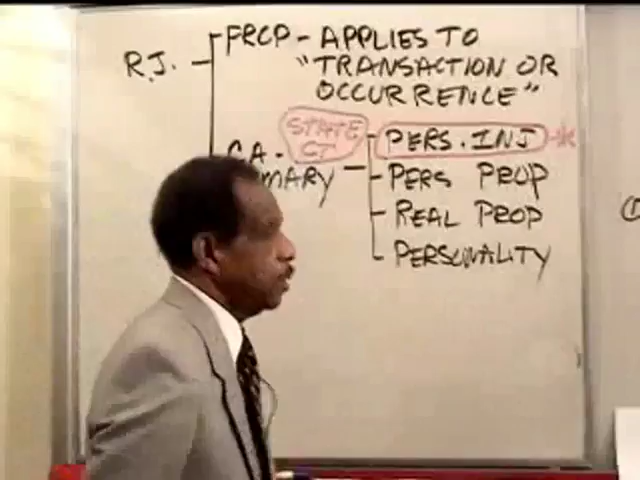 R.J. - FRCP - APPLIES TO
"TRANSACTION OR
OCCURRENCE"
CA - STATE CT - PERS. INJ *
MARY - PERS PROP
REAL PROP
PERSONALITY